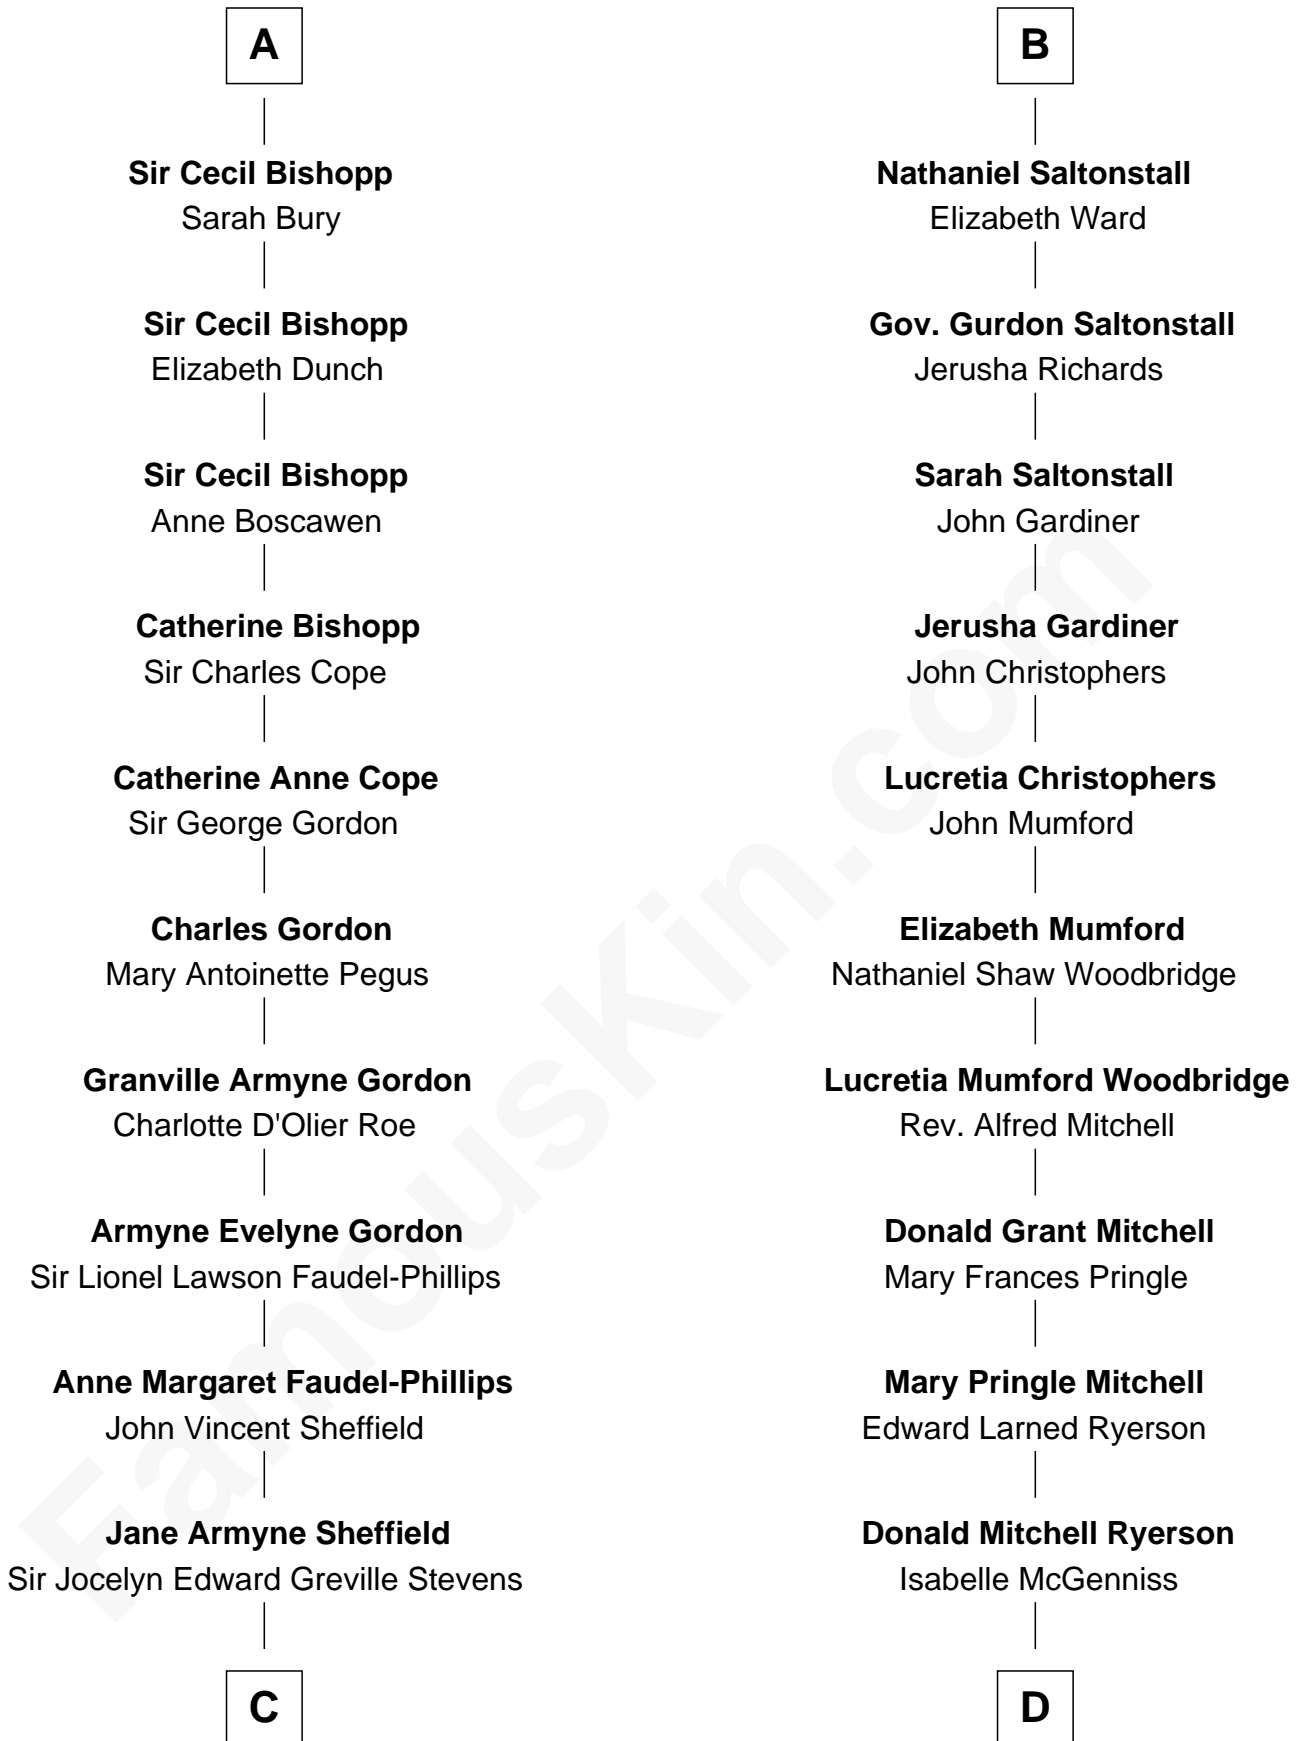 A
Sir Cecil Bishopp
Sarah Bury
Sir Cecil Bishopp
Elizabeth Dunch
Sir Cecil Bishopp
Anne Boscawen
Catherine Bishopp
Sir Charles Cope
Catherine Anne Cope
Sir George Gordon
Charles Gordon
Mary Antoinette Pegus
Granville Armyne Gordon
Charlotte D'Olier Roe
Armyne Evelyne Gordon
Sir Lionel Lawson Faudel-Phillips
Anne Margaret Faudel-Phillips
John Vincent Sheffield
Jane Armyne Sheffield
Sir Jocelyn Edward Greville Stevens
C
B
Nathaniel Saltonstall
Elizabeth Ward
Gov. Gurdon Saltonstall
Jerusha Richards
Sarah Saltonstall
John Gardiner
Jerusha Gardiner
John Christophers
Lucretia Christophers
John Mumford
Elizabeth Mumford
Nathaniel Shaw Woodbridge
Lucretia Mumford Woodbridge
Rev. Alfred Mitchell
Donald Grant Mitchell
Mary Frances Pringle
Mary Pringle Mitchell
Edward Larned Ryerson
Donald Mitchell Ryerson
Isabelle McGenniss
D
FamousKin.com